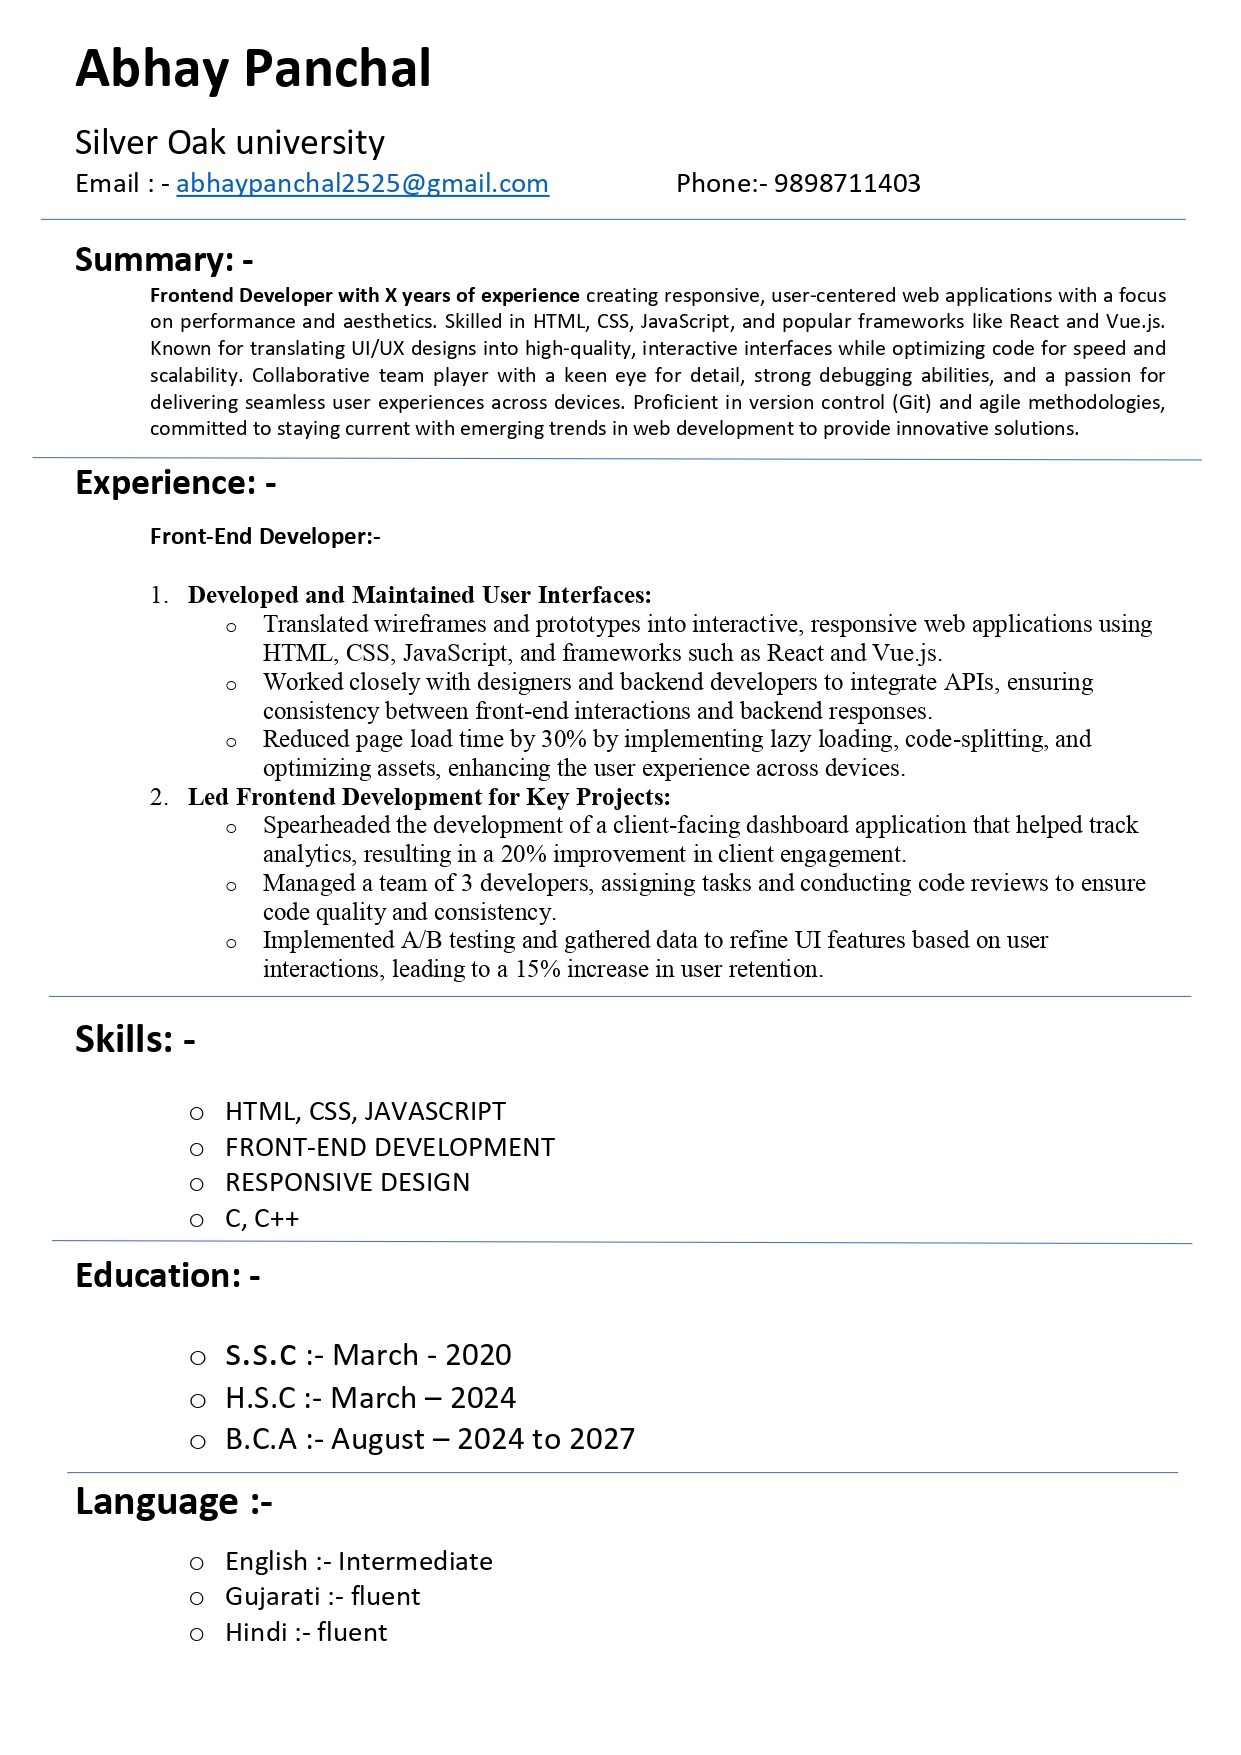 Abhay Panchal
Silver Oak university
Email : - abhaypanchal2525@gmail.com Phone:- 9898711403
Summary: -
Frontend Developer with X years of experience creating responsive, user-centered web applications with a focus
on performance and aesthetics. Skilled in HTML, CSS, JavaScript, and popular frameworks like React and Vue.js.
Known for translating UI/UX designs into high-quality, interactive interfaces while optimizing code for speed and
scalability. Collaborative team player with a keen eye for detail, strong debugging abilities, and a passion for
delivering seamless user experiences across devices. Proficient in version control (Git) and agile methodologies,
committed to staying current with emerging trends in web development to provide innovative solutions.
Experience: -
Front-End Developer:-
1. Developed and Maintained User Interfaces:
o Translated wireframes and prototypes into interactive, responsive web applications using
HTML, CSS, JavaScript, and frameworks such as React and Vue.js.
o Worked closely with designers and backend developers to integrate APIs, ensuring
consistency between front-end interactions and backend responses.
o Reduced page load time by 30% by implementing lazy loading, code-splitting, and
optimizing assets, enhancing the user experience across devices.
2. Led Frontend Development for Key Projects:
o Spearheaded the development of a client-facing dashboard application that helped track
analytics, resulting in a 20% improvement in client engagement.
o Managed a team of 3 developers, assigning tasks and conducting code reviews to ensure
code quality and consistency.
o Implemented A/B testing and gathered data to refine UI features based on user
interactions, leading to a 15% increase in user retention.
Skills: -
o HTML, CSS, JAVASCRIPT
o FRONT-END DEVELOPMENT
o RESPONSIVE DESIGN
o C, C++
Education: -
o S.S.C :- March - 2020
o H.S.C :- March – 2024
o B.C.A :- August – 2024 to 2027
Language :-
o English :- Intermediate
o Gujarati :- fluent
o Hindi :- fluent